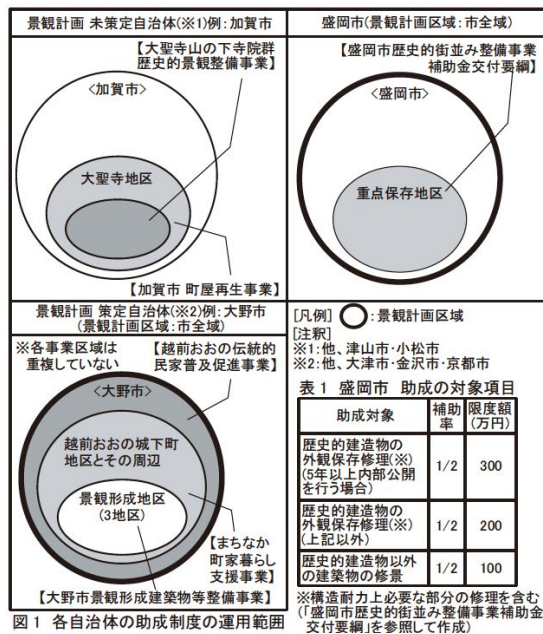 景観計画 未策定自治体(※1)例:加賀市
【大聖寺山の下寺院群
歴史的景観整備事業】
<加賀市>
大聖寺地区
【加賀市 町屋再生事業】
盛岡市(景観計画区域:市全域)
【盛岡市歴史的街並み整備事業
補助金交付要綱】
<盛岡市>
重点保存地区
景観計画 策定自治体(※2)例:大野市
(景観計画区域:市全域)
※各事業区域は
重複していない
【越前おおの伝統的
民家普及促進事業】
<大野市>
越前おおの城下町
地区とその周辺
景観形成地区
(3地区)
【まちなか
町家暮らし
支援事業】
【大野市景観形成建築物等整備事業】
図1 各自治体の助成制度の運用範囲
[凡例] :景観計画区域
[注釈]
※1:他、津山市・小松市
※2:他、大津市・金沢市・京都市
表1 盛岡市 助成の対象項目
助成対象 補助率 限度額(万円)
歴史的建造物の
外観保存修理(※)
(5年以上内部公開
を行う場合) 1/2 300
歴史的建造物の
外観保存修理(※)
(上記以外) 1/2 200
歴史的建造物以外
の建築物の修景 1/2 100
※構造耐力上必要な部分の修理を含む
(「盛岡市歴史的街並み整備事業補助金
交付要綱」を参照して作成)